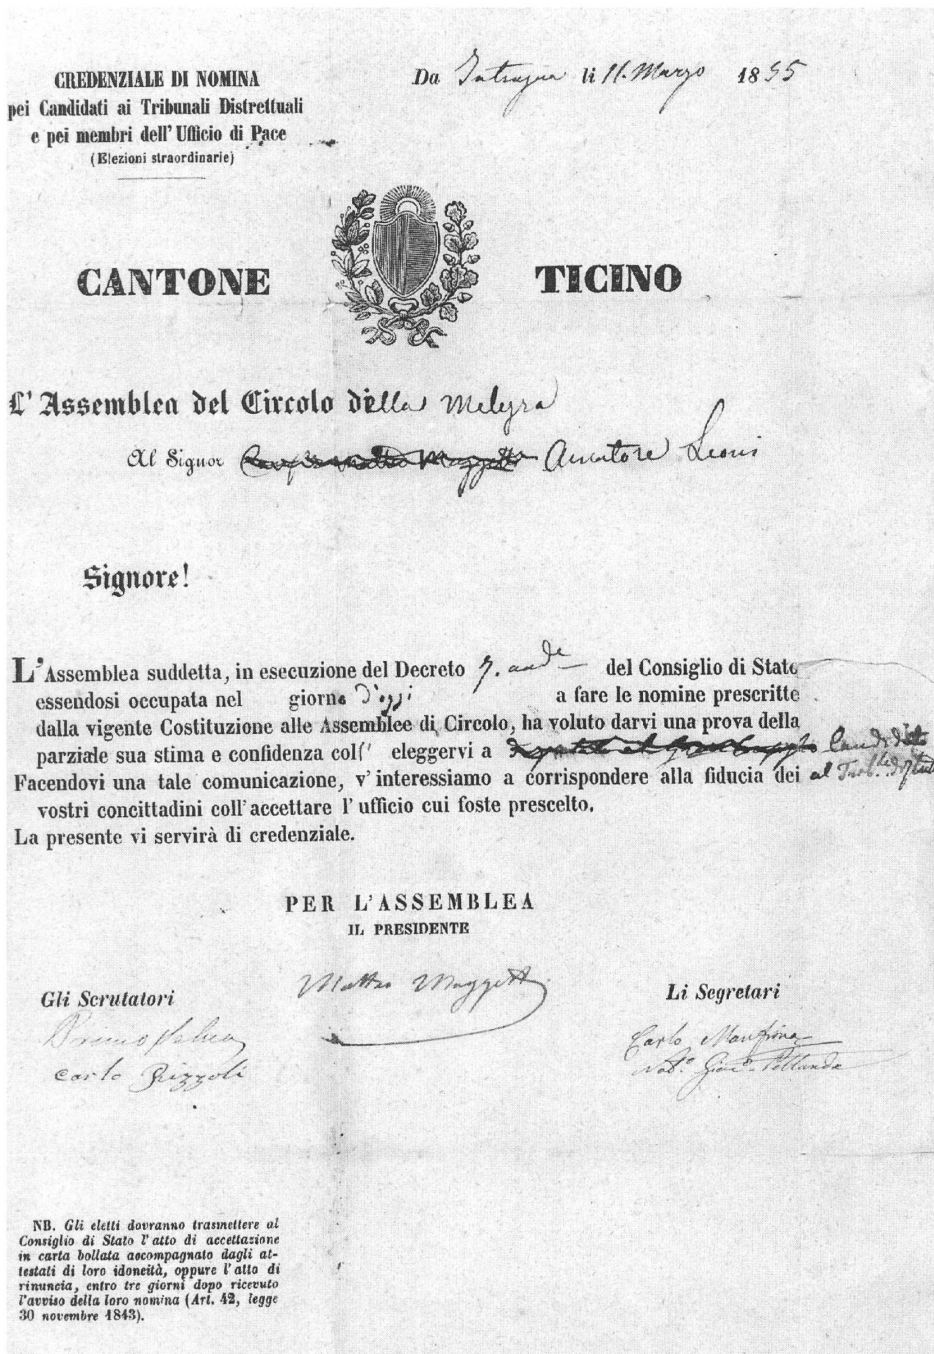 CREDENZIALE DI NOMINA
pei Candidati ai Tribunali Distrettuali
e pei membri dell' Ufficio di Pace
(Elezioni straordinarie)
Da Intragna li 11. Marzo 1855
CANTONE TICINO
L' Assemblea del Circolo della Melezza
Al Signor Leoni
Signore!
L'Assemblea suddetta, in esecuzione del Decreto 7. and.e del Consiglio di Stato
essendosi occupata nel giorno d'oggi a fare le nomine prescritte
dalla vigente Costituzione alle Assemblee di Circolo, ha voluto darvi una prova della
parziale sua stima e confidenza coll' eleggervi a Candidato
Facendovi una tale comunicazione, v'interessiamo a corrispondere alla fiducia dei al Trib.le
vostri concittadini coll'accettare l'ufficio cui foste prescelto.
La presente vi servirà di credenziale.
PER L'ASSEMBLEA
IL PRESIDENTE
Matteo Maggetti
Gli Scrutatori
Carlo Rizzoli
Li Segretari
Carlo
NB. Gli eletti dovranno trasmettere al
Consiglio di Stato l'atto di accettazione
in carta bollata accompagnato dagli at-
testati di loro idoneità, oppure l'atto di
rinuncia, entro tre giorni dopo ricevuto
l'avviso della loro nomina (Art. 42, legge
30 novembre 1843).